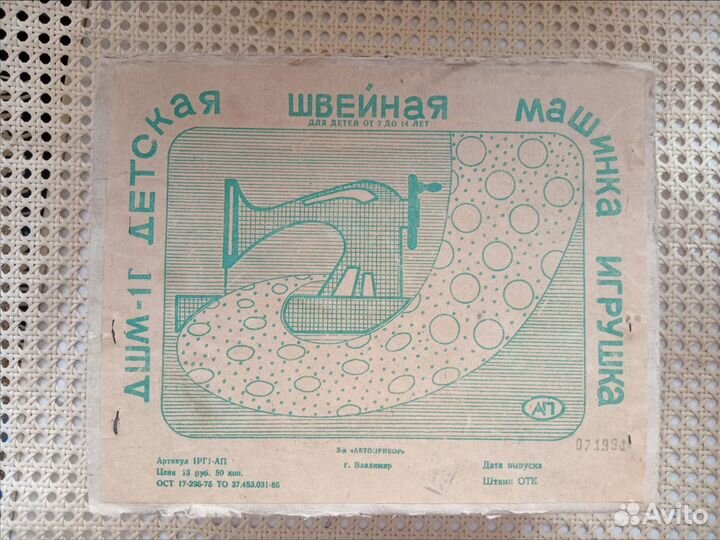 ДШМ-1Г ДЕТСКАЯ ШВЕЙНАЯ МАШИНКА ИГРУШКА
ДЛЯ ДЕТЕЙ ОТ 7 ДО 14 ЛЕТ
АП
071991
З-д «АВТОПРИБОР»
г. Владимир
Артикул 1РГ1-АП
Цена 13 руб. 50 коп.
ОСТ 17-296-75 ТО 37.453.031-85
Дата выпуска
Штамп ОТК
Avito